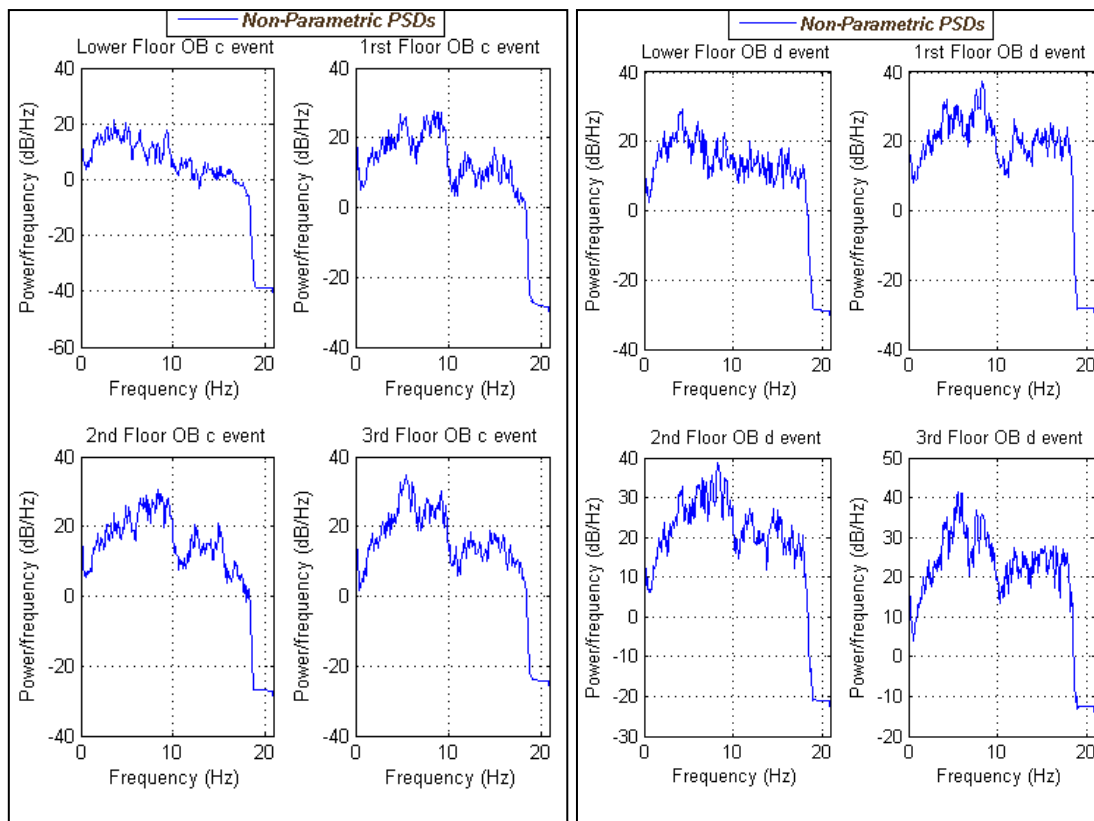 Non-Parametric PSDs
Lower Floor OB c event
1rst Floor OB c event
40
20
0
-20
-40
-60
Power/frequency (dB/Hz)
0 10 20
Frequency (Hz)
40
20
0
-20
-40
Power/frequency (dB/Hz)
0 10 20
Frequency (Hz)
2nd Floor OB c event
3rd Floor OB c event
40
20
0
-20
-40
Power/frequency (dB/Hz)
0 10 20
Frequency (Hz)
40
20
0
-20
-40
Power/frequency (dB/Hz)
0 10 20
Frequency (Hz)
Non-Parametric PSDs
Lower Floor OB d event
1rst Floor OB d event
40
20
0
-20
-40
Power/frequency (dB/Hz)
0 10 20
Frequency (Hz)
40
20
0
-20
-40
Power/frequency (dB/Hz)
0 10 20
Frequency (Hz)
2nd Floor OB d event
3rd Floor OB d event
40
30
20
10
0
-10
-20
-30
Power/frequency (dB/Hz)
0 10 20
Frequency (Hz)
50
40
30
20
10
0
-10
-20
Power/frequency (dB/Hz)
0 10 20
Frequency (Hz)